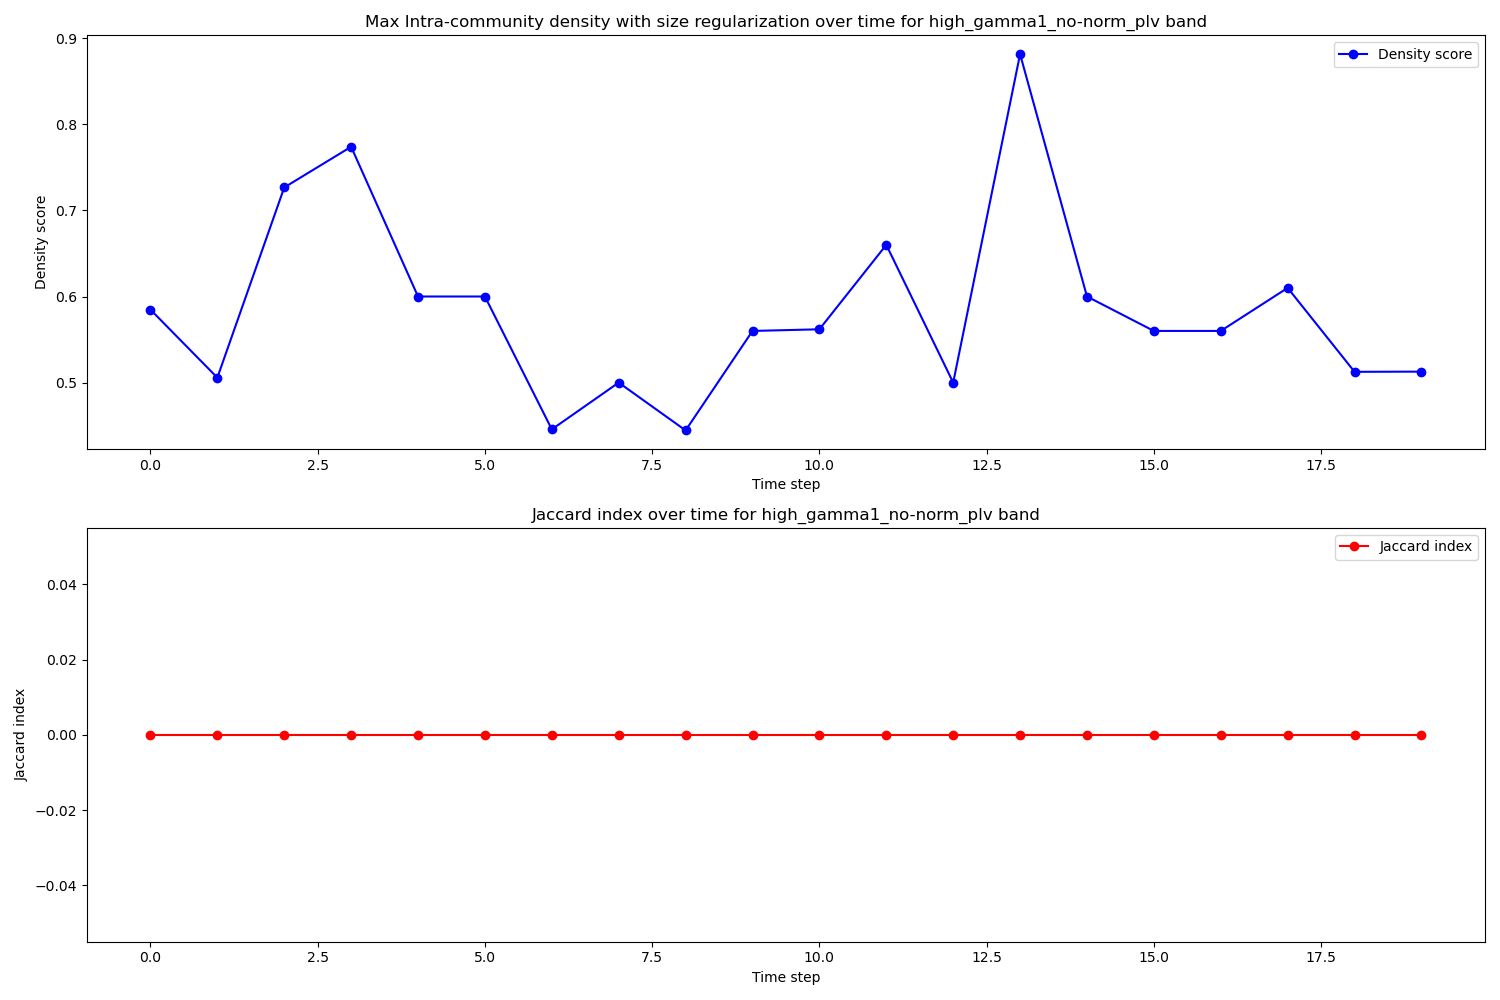 Max Intra-community density with size regularization over time for high_gamma1_no-norm_plv band
Density score
0.9
0.8
0.7
0.6
0.5
Density score
0.0 2.5 5.0 7.5 10.0 12.5 15.0 17.5
Time step
Jaccard index over time for high_gamma1_no-norm_plv band
Jaccard index
0.04
0.02
0.00
−0.02
−0.04
Jaccard index
0.0 2.5 5.0 7.5 10.0 12.5 15.0 17.5
Time step